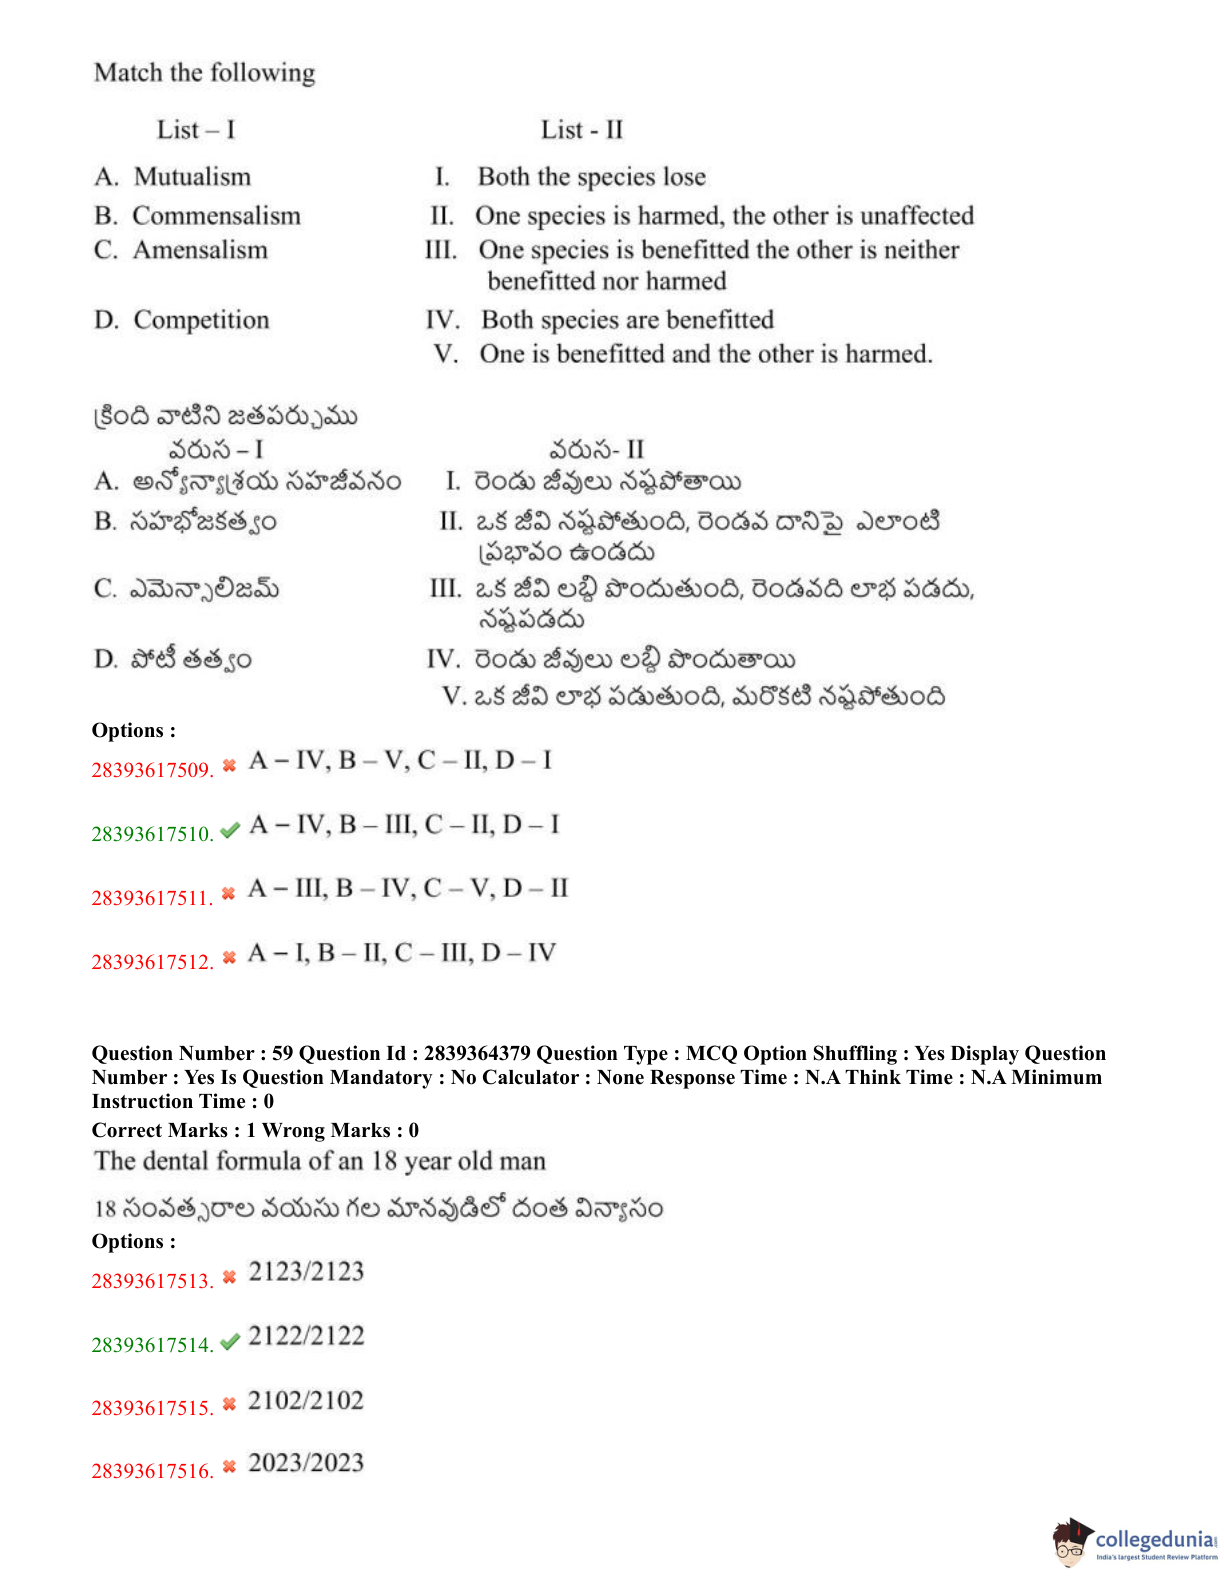 Match the following
List – I List - II
A. Mutualism I. Both the species lose
B. Commensalism II. One species is harmed, the other is unaffected
C. Amensalism III. One species is benefitted the other is neither
benefitted nor harmed
D. Competition IV. Both species are benefitted
V. One is benefitted and the other is harmed.
క్రింది వాటిని జతపర్చుము
వరుస – I వరుస- II
A. అన్యోన్యాశ్రయ సహజీవనం I. రెండు జీవులు నష్టపోతాయి
B. సహభోజకత్వం II. ఒక జీవి నష్టపోతుంది, రెండవ దానిపై ఎలాంటి
ప్రభావం ఉండదు
C. ఎమెన్సాలిజమ్ III. ఒక జీవి లబ్ది పొందుతుంది, రెండవది లాభ పడదు,
నష్టపడదు
D. పోటీ తత్వం IV. రెండు జీవులు లబ్ది పొందుతాయి
V. ఒక జీవి లాభ పడుతుంది, మరొకటి నష్టపోతుంది
Options :
28393617509. A – IV, B – V, C – II, D – I
28393617510. A – IV, B – III, C – II, D – I
28393617511. A – III, B – IV, C – V, D – II
28393617512. A – I, B – II, C – III, D – IV
Question Number : 59 Question Id : 2839364379 Question Type : MCQ Option Shuffling : Yes Display Question
Number : Yes Is Question Mandatory : No Calculator : None Response Time : N.A Think Time : N.A Minimum
Instruction Time : 0
Correct Marks : 1 Wrong Marks : 0
The dental formula of an 18 year old man
18 సంవత్సరాల వయసు గల మానవుడిలో దంత విన్యాసం
Options :
28393617513. 2123/2123
28393617514. 2122/2122
28393617515. 2102/2102
28393617516. 2023/2023
collegedunia
India's largest Student Review Platform